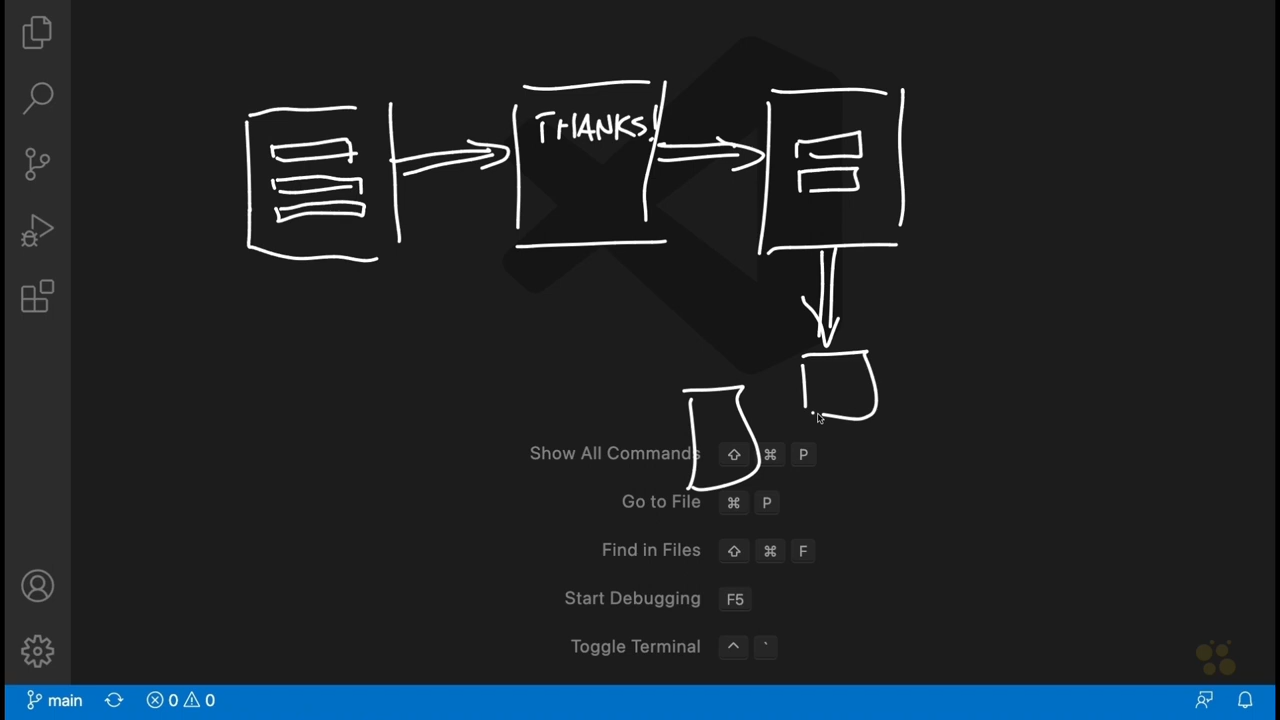 THANKS!
Show All Commands ⇧ ⌘ P
Go to File ⌘ P
Find in Files ⇧ ⌘ F
Start Debugging F5
Toggle Terminal ^ `
main 0 0